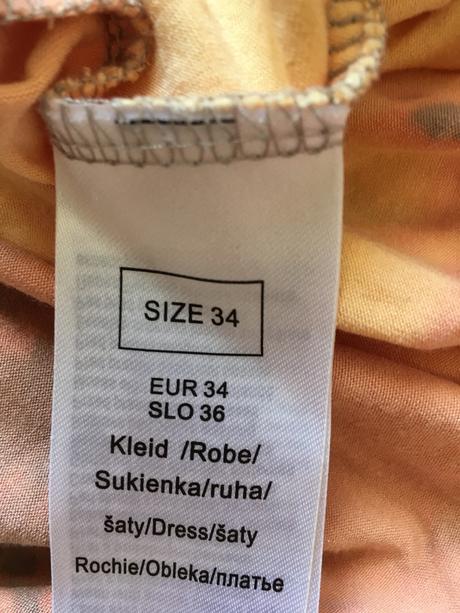 SIZE 34
EUR 34
SLO 36
Kleid /Robe/
Sukienka/ruha/
šaty/Dress/šaty
Rochie/Obleka/платье